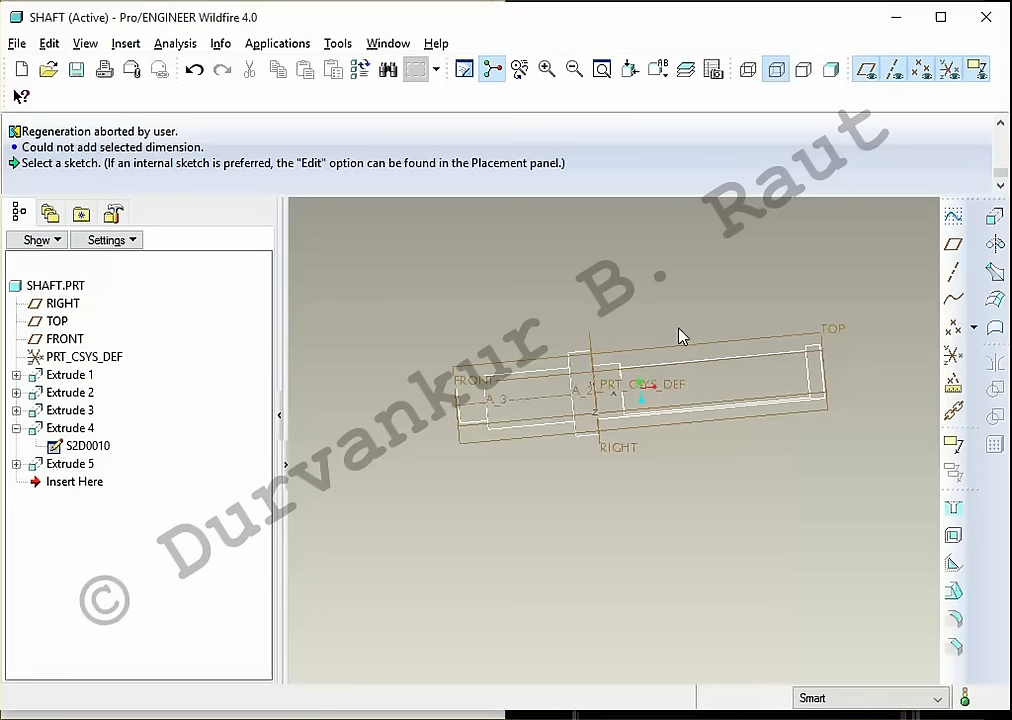 SHAFT (Active) - Pro/ENGINEER Wildfire 4.0
File Edit View Insert Analysis Info Applications Tools Window Help
Regeneration aborted by user.
Could not add selected dimension.
Select a sketch. (If an internal sketch is preferred, the "Edit" option can be found in the Placement panel.)
Show Settings
SHAFT.PRT
RIGHT
TOP
FRONT
PRT_CSYS_DEF
Extrude 1
Extrude 2
Extrude 3
Extrude 4
S2D0010
Extrude 5
Insert Here
TOP
FRONT
A_3
A_2
PRT_CSYS_DEF
RIGHT
© Durvankur B. Raut
Smart